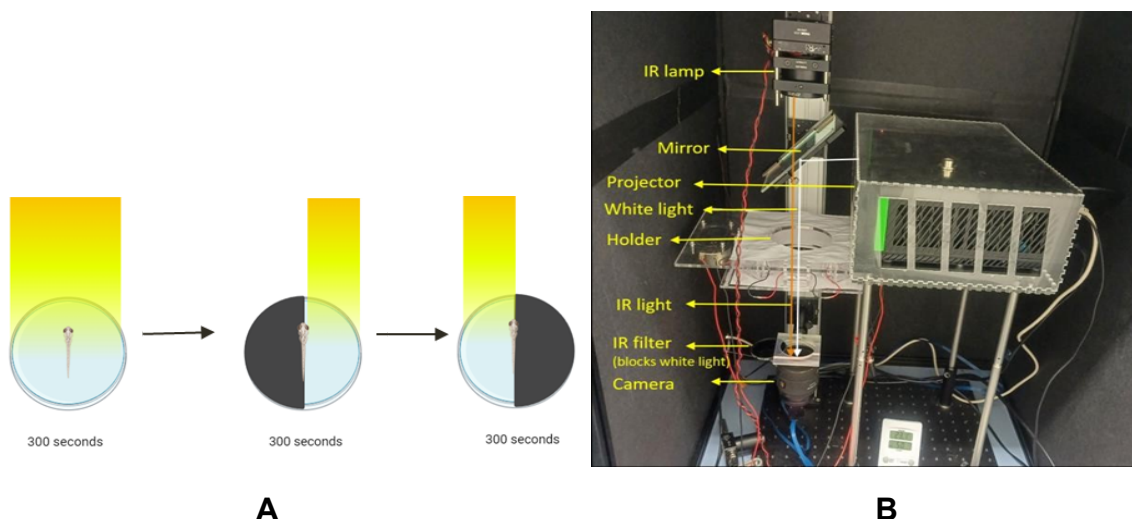 300 seconds
300 seconds
300 seconds
A
IR lamp
Mirror
Projector
White light
Holder
IR light
IR filter
(blocks white light)
Camera
B